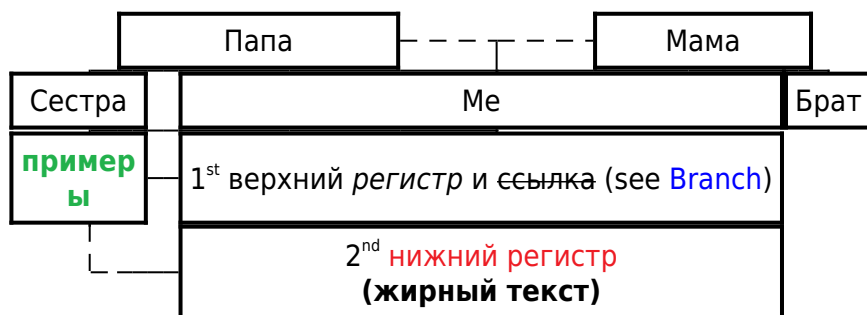 Папа Мама
Сестра Ме Брат
пример
ы
1st верхний регистр и ссылка (see Branch)
2nd нижний регистр
(жирный текст)